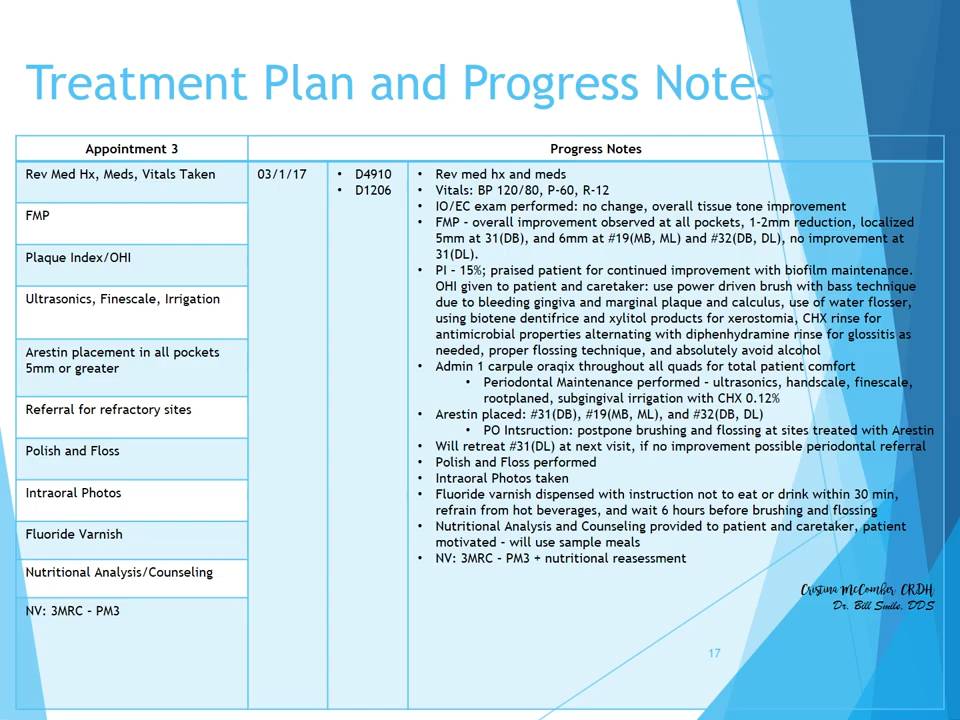 Treatment Plan and Progress Notes
Appointment 3
Progress Notes
Rev Med Hx, Meds, Vitals Taken
FMP
Plaque Index/OHI
Ultrasonics, Finescale, Irrigation
Arestin placement in all pockets
5mm or greater
Referral for refractory sites
Polish and Floss
Intraoral Photos
Fluoride Varnish
Nutritional Analysis/Counseling
NV: 3MRC – PM3
03/1/17
• D4910
• D1206
• Rev med hx and meds
• Vitals: BP 120/80, P-60, R-12
• IO/EC exam performed: no change, overall tissue tone improvement
• FMP – overall improvement observed at all pockets, 1-2mm reduction, localized
5mm at 31(DB), and 6mm at #19(MB, ML) and #32(DB, DL), no improvement at
31(DL).
• PI – 15%; praised patient for continued improvement with biofilm maintenance.
OHI given to patient and caretaker: use power driven brush with bass technique
due to bleeding gingiva and marginal plaque and calculus, use of water flosser,
using biotene dentifrice and xylitol products for xerostomia, CHX rinse for
antimicrobial properties alternating with diphenhydramine rinse for glossitis as
needed, proper flossing technique, and absolutely avoid alcohol
• Admin 1 carpule oraqix throughout all quads for total patient comfort
• Periodontal Maintenance performed – ultrasonics, handscale, finescale,
rootplaned, subgingival irrigation with CHX 0.12%
• Arestin placed: #31(DB), #19(MB, ML), and #32(DB, DL)
• PO Intsruction: postpone brushing and flossing at sites treated with Arestin
• Will retreat #31(DL) at next visit, if no improvement possible periodontal referral
• Polish and Floss performed
• Intraoral Photos taken
• Fluoride varnish dispensed with instruction not to eat or drink within 30 min,
refrain from hot beverages, and wait 6 hours before brushing and flossing
• Nutritional Analysis and Counseling provided to patient and caretaker, patient
motivated – will use sample meals
• NV: 3MRC – PM3 + nutritional reassessment
Cristina McComber CRDH
Dr. Bill Smile, DDS
17